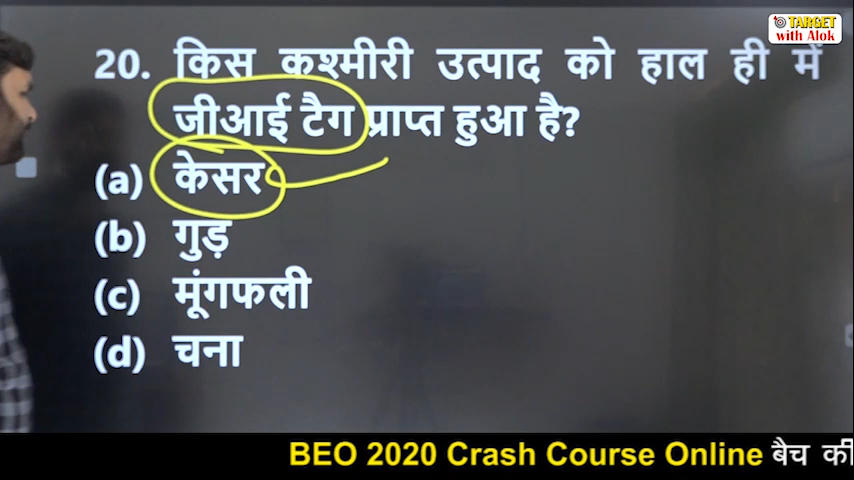 TARGET
with Alok
20. किस कश्मीरी उत्पाद को हाल ही में
जीआई टैग प्राप्त हुआ है?
(a) केसर
(b) गुड़
(c) मूंगफली
(d) चना
BEO 2020 Crash Course Online बैच की